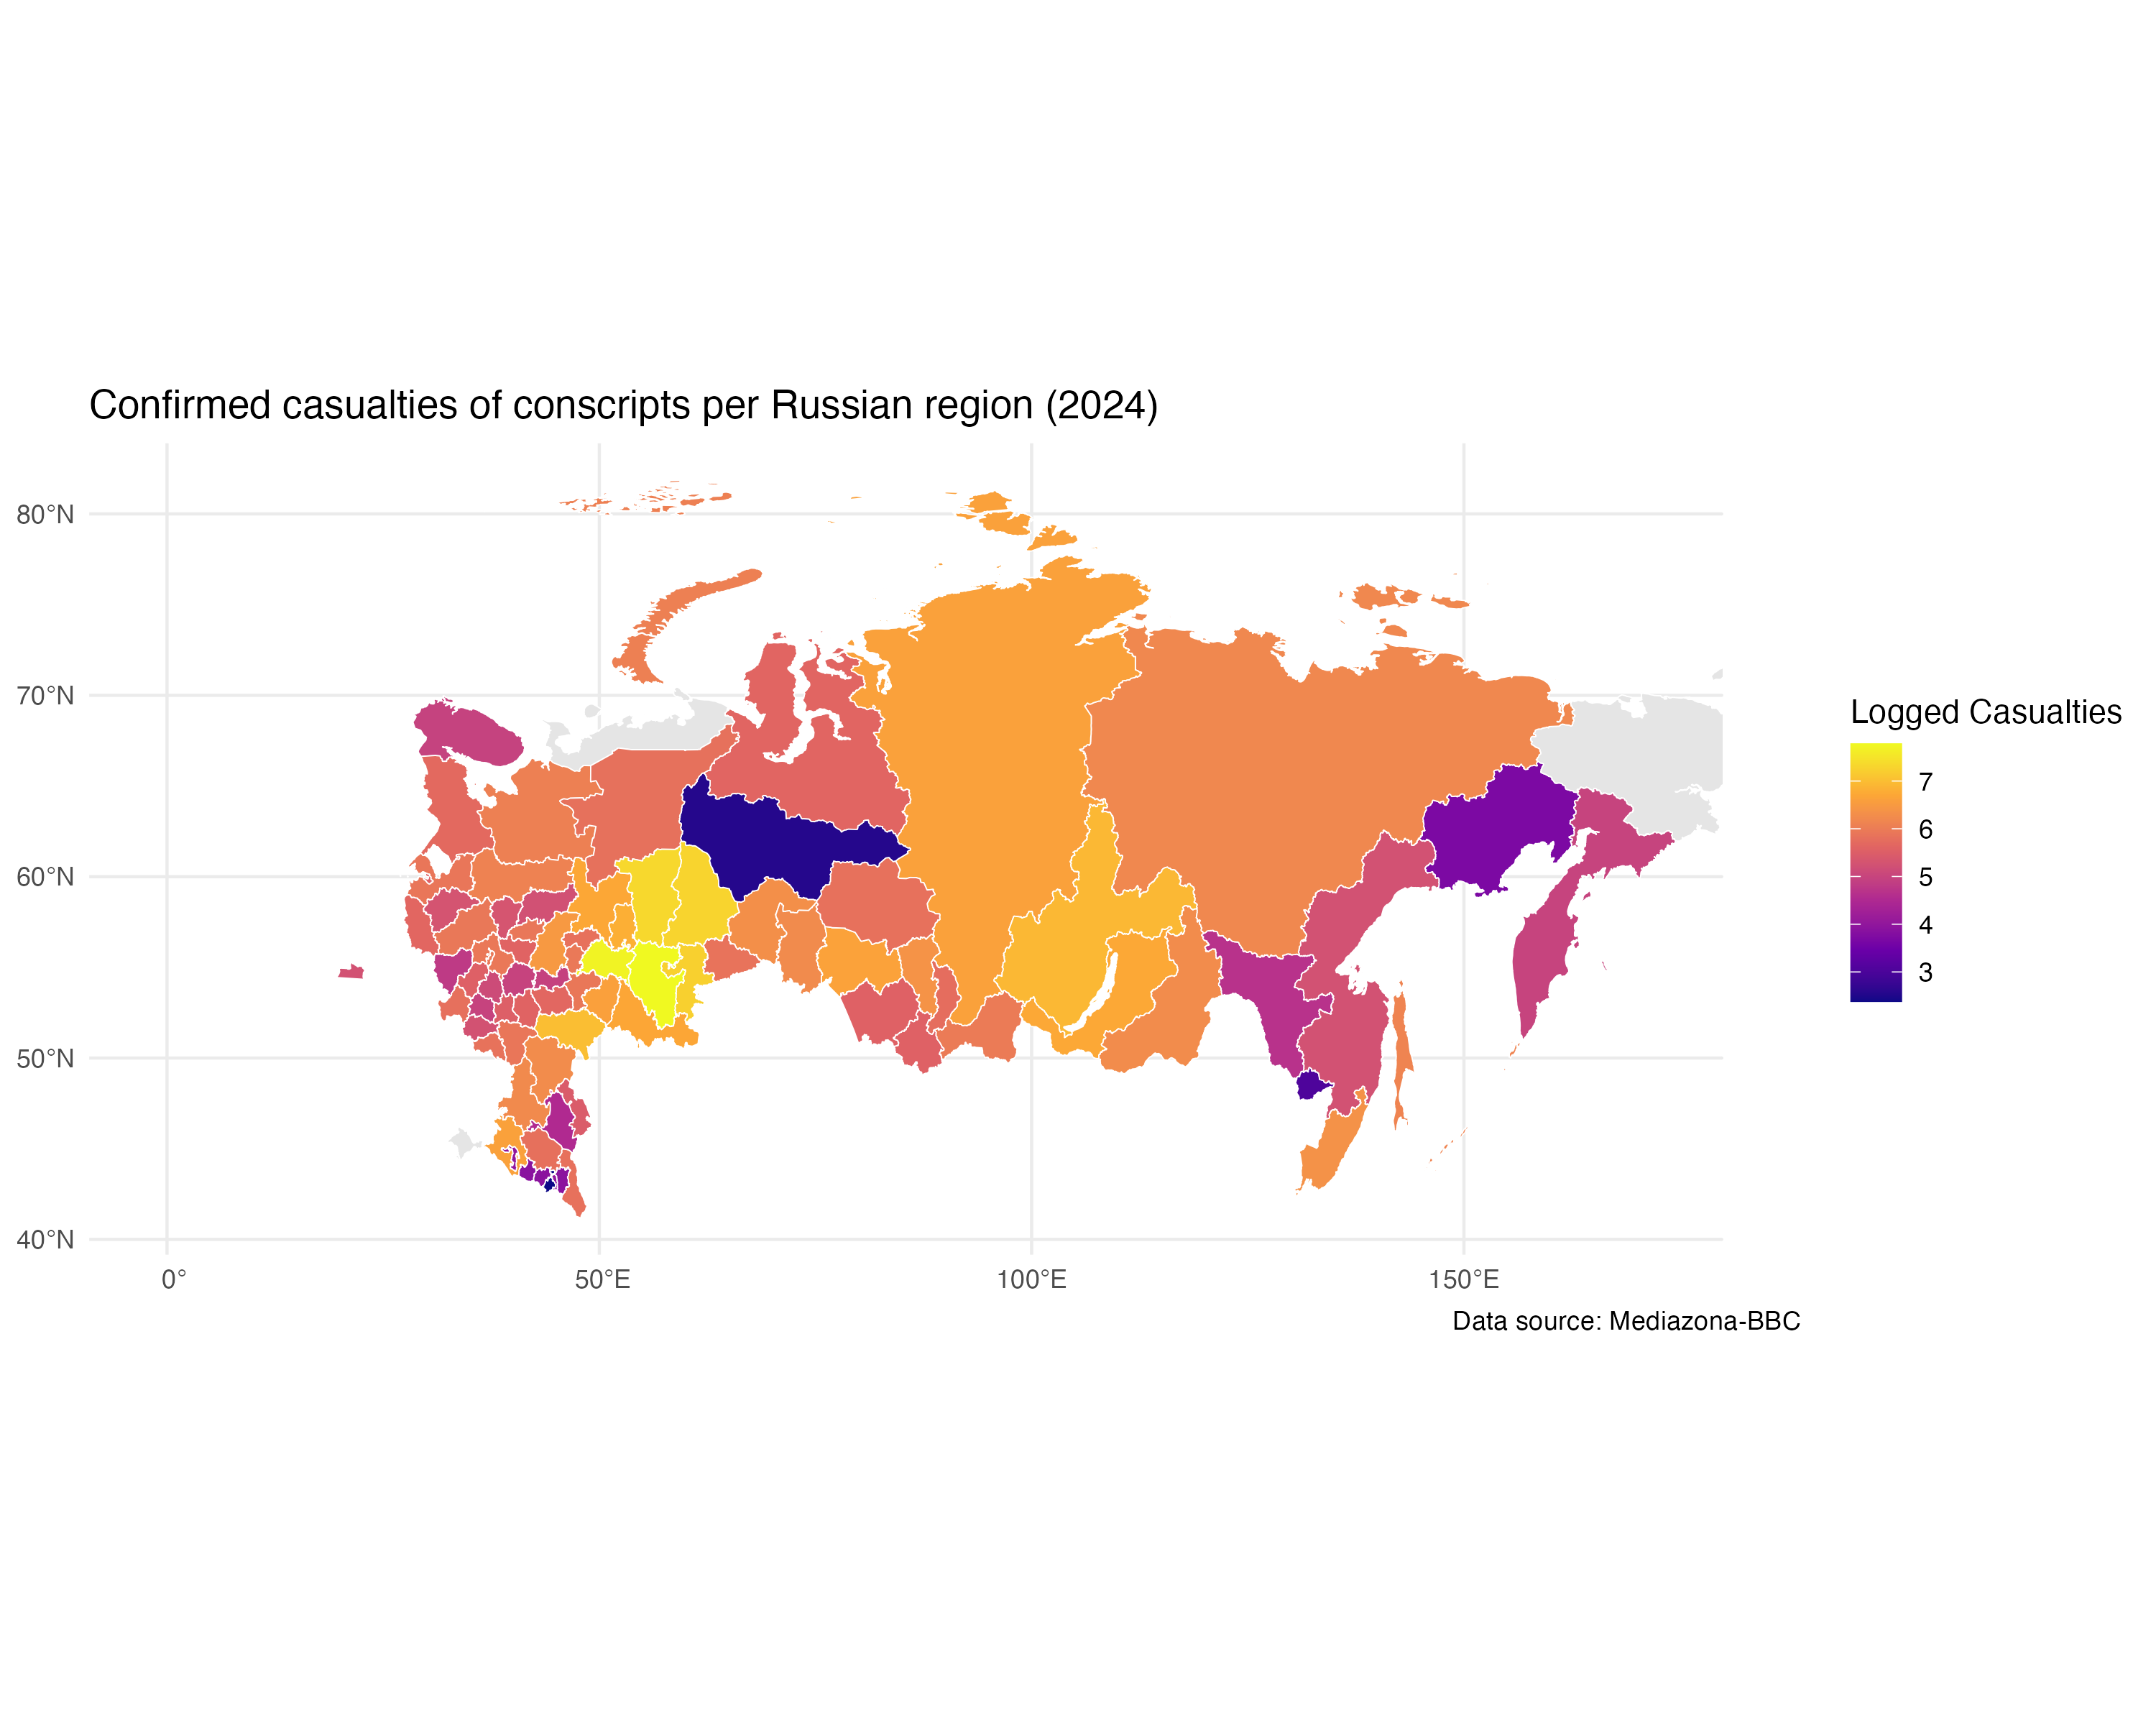 Confirmed casualties of conscripts per Russian region (2024)
80°N
70°N
60°N
50°N
40°N
0°
50°E
100°E
150°E
Logged Casualties
7
6
5
4
3
Data source: Mediazona-BBC